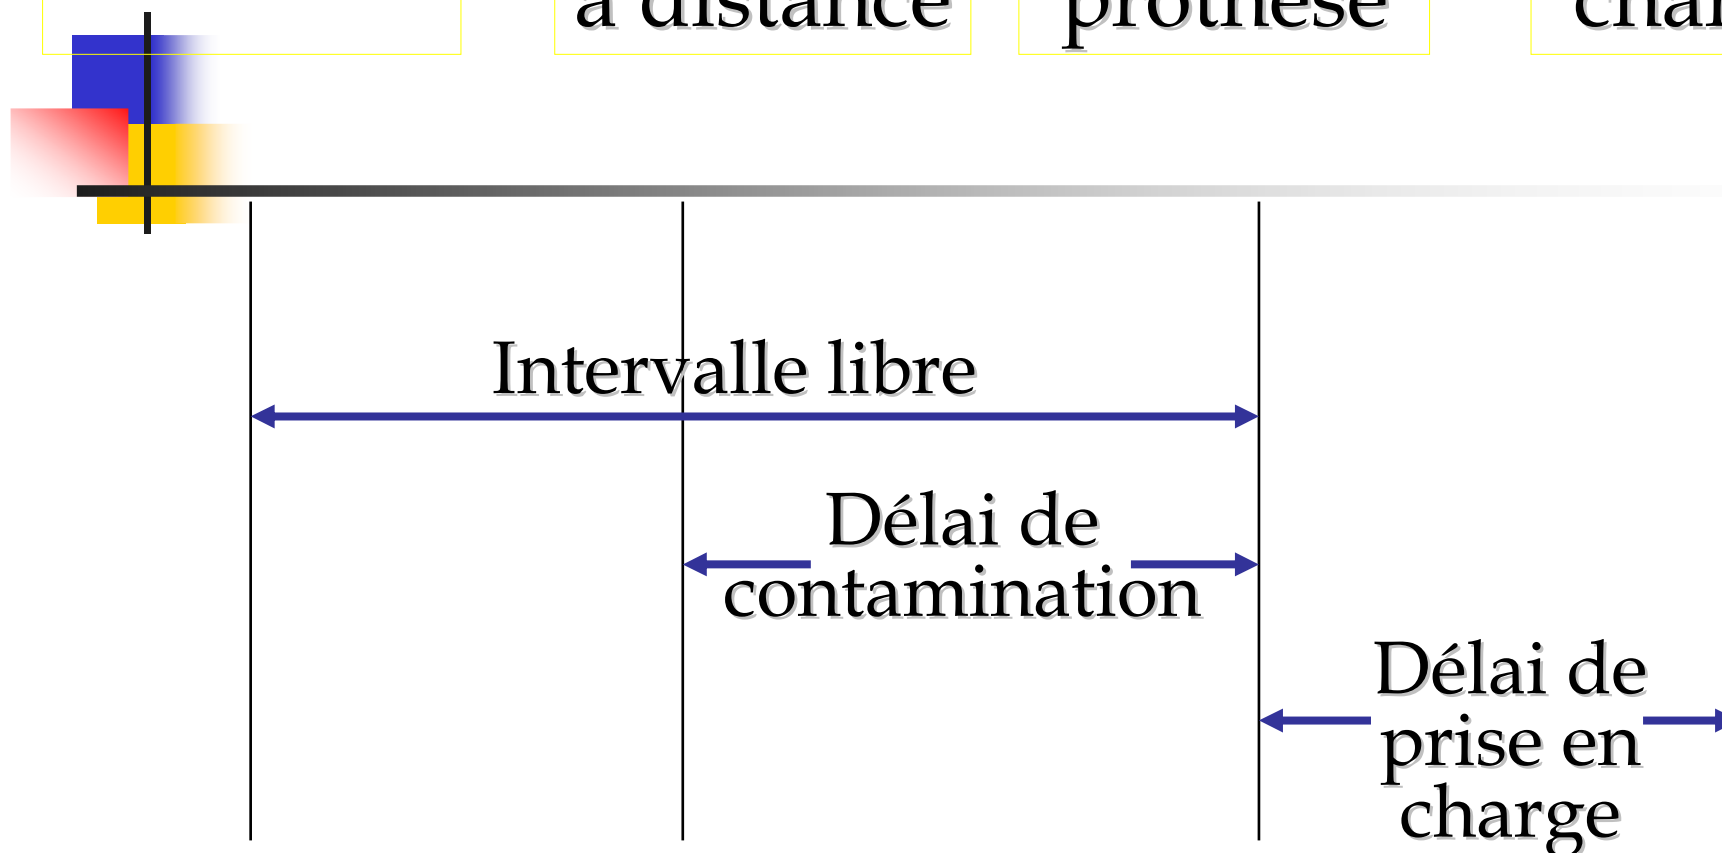 à distance
prothèse
Intervalle libre
Délai de
contamination
Délai de
prise en
charge